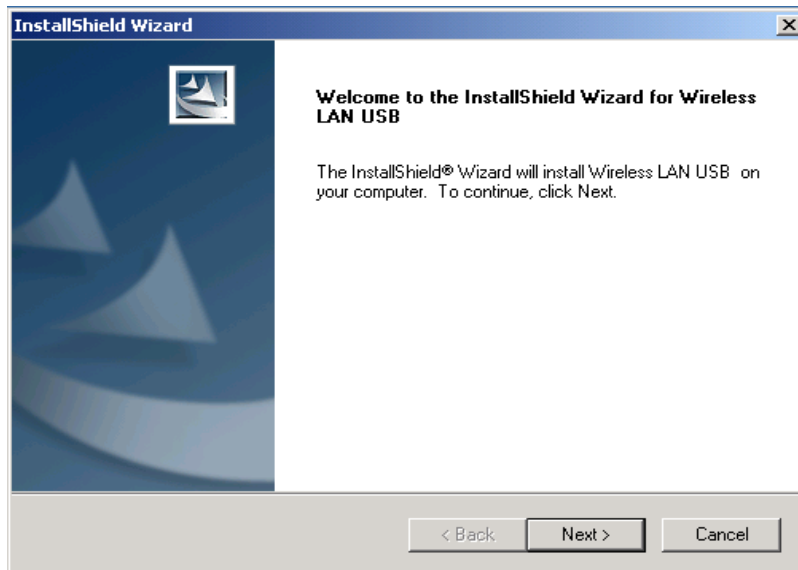 InstallShield Wizard
Welcome to the InstallShield Wizard for Wireless
LAN USB
The InstallShield® Wizard will install Wireless LAN USB  on
your computer.  To continue, click Next.
< Back
Next >
Cancel